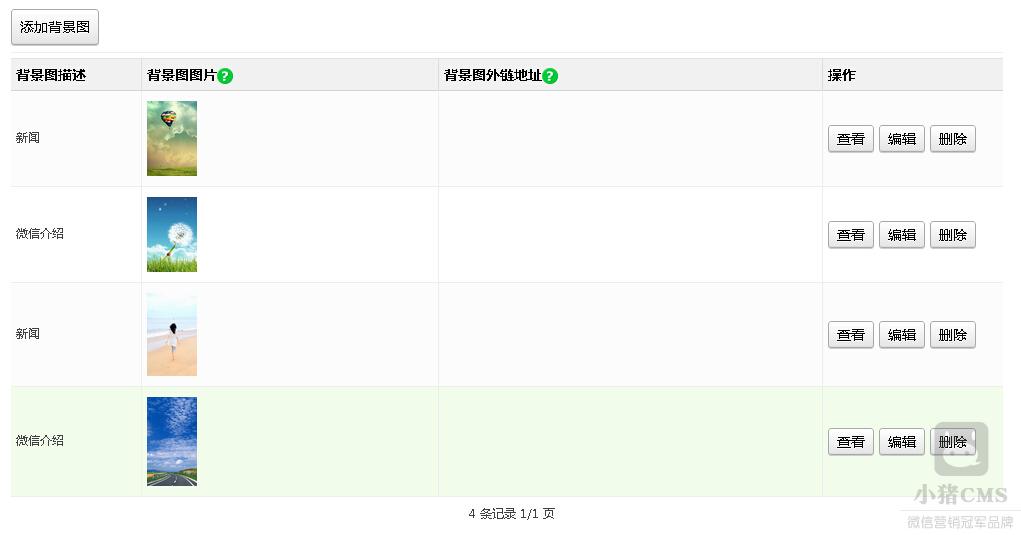 添加背景图
背景图描述 背景图图片? 背景图外链地址? 操作
新闻 查看 编辑 删除
微信介绍 查看 编辑 删除
新闻 查看 编辑 删除
微信介绍 查看 编辑 删除
小猪CMS
4 条记录 1/1 页
微信营销冠军品牌